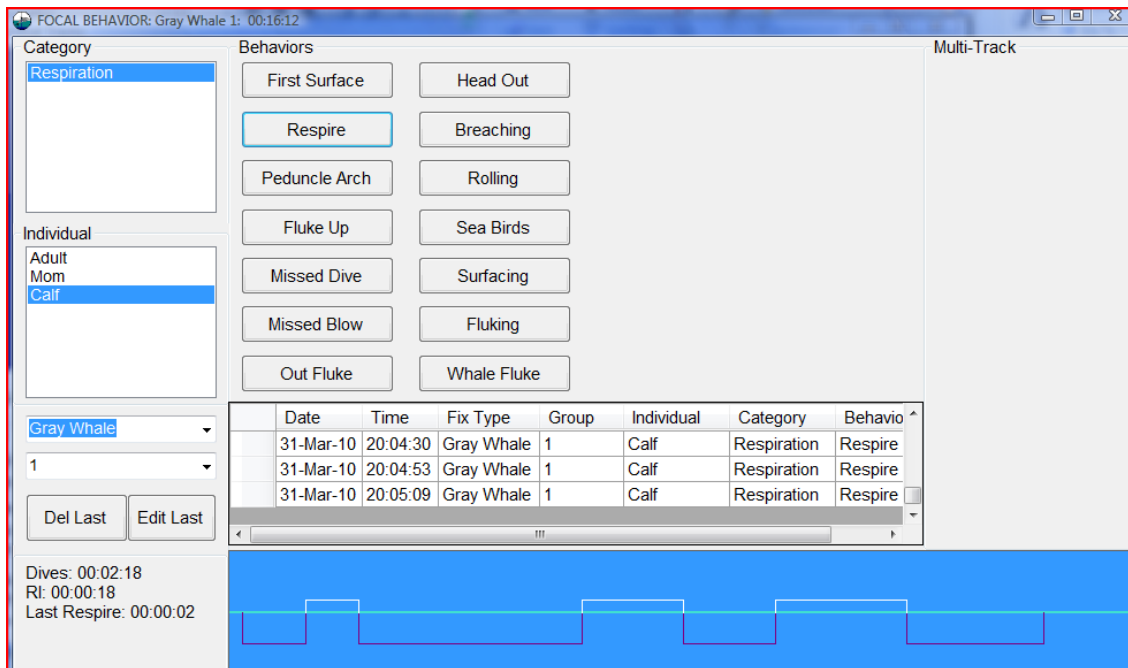 FOCAL BEHAVIOR: Gray Whale 1: 00:16:12
Category
Respiration
Individual
Adult
Mom
Calf
Gray Whale
1
Del Last Edit Last
Dives: 00:02:18
RI: 00:00:18
Last Respire: 00:00:02
Behaviors
First Surface Head Out
Respire Breaching
Peduncle Arch Rolling
Fluke Up Sea Birds
Missed Dive Surfacing
Missed Blow Fluking
Out Fluke Whale Fluke
Date Time Fix Type Group Individual Category Behavio
31-Mar-10 20:04:30 Gray Whale 1 Calf Respiration Respire
31-Mar-10 20:04:53 Gray Whale 1 Calf Respiration Respire
31-Mar-10 20:05:09 Gray Whale 1 Calf Respiration Respire
Multi-Track